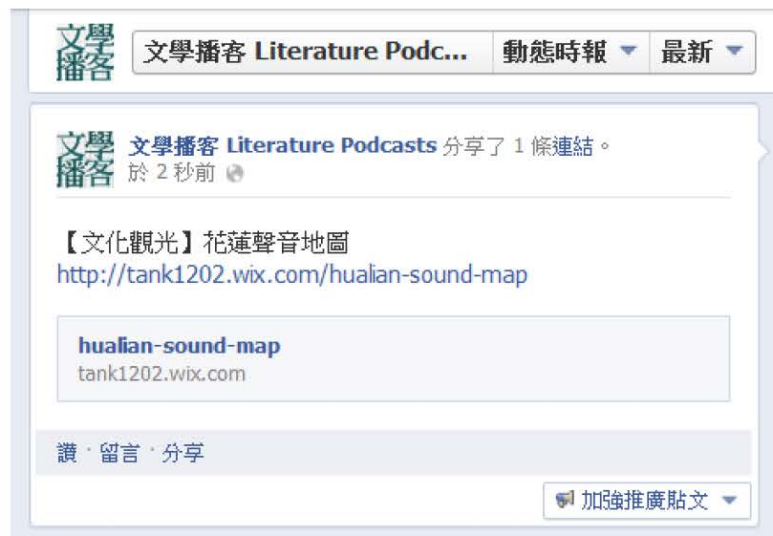 文學
播客
文學播客 Literature Podc... 動態時報 最新
文學
播客
文學播客 Literature Podcasts 分享了 1 條連結。
於 2 秒前
【文化觀光】花蓮聲音地圖
http://tank1202.wix.com/hualian-sound-map
hualian-sound-map
tank1202.wix.com
讚 · 留言 · 分享
加強推廣貼文